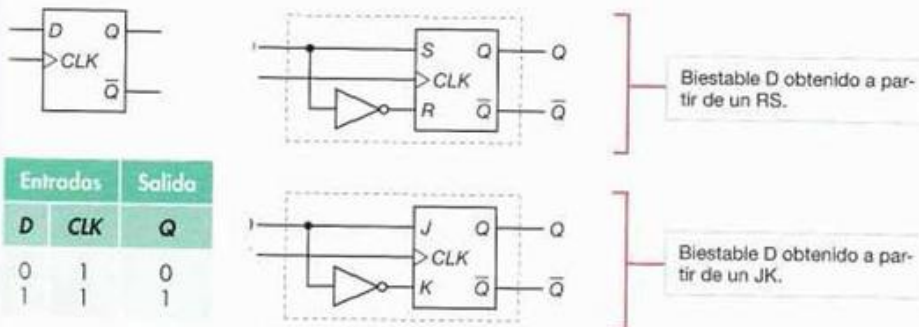 D Q
CLK
Q̅
S Q Q
CLK
R Q̅ Q̅
Biestable D obtenido a par-
tir de un RS.
Entradas Salida
D CLK Q
0 1 0
1 1 1
J Q Q
CLK
K Q̅ Q̅
Biestable D obtenido a par-
tir de un JK.